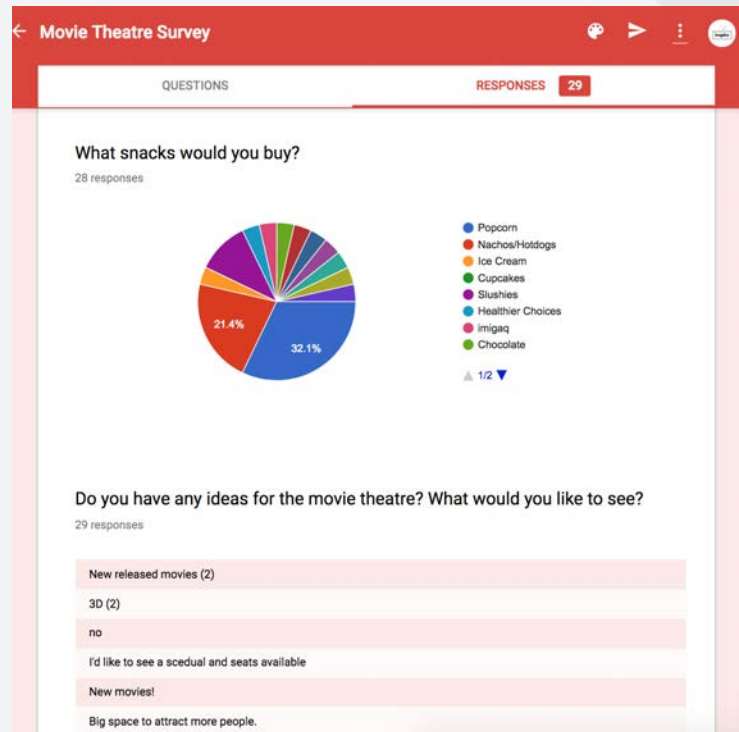 Movie Theatre Survey
QUESTIONS
RESPONSES 29
What snacks would you buy?
28 responses
21.4%
32.1%
Popcorn
Nachos/Hotdogs
Ice Cream
Cupcakes
Slushies
Healthier Choices
imigaq
Chocolate
1/2
Do you have any ideas for the movie theatre? What would you like to see?
29 responses
New released movies (2)
3D (2)
no
I'd like to see a scedual and seats available
New movies!
Big space to attract more people.